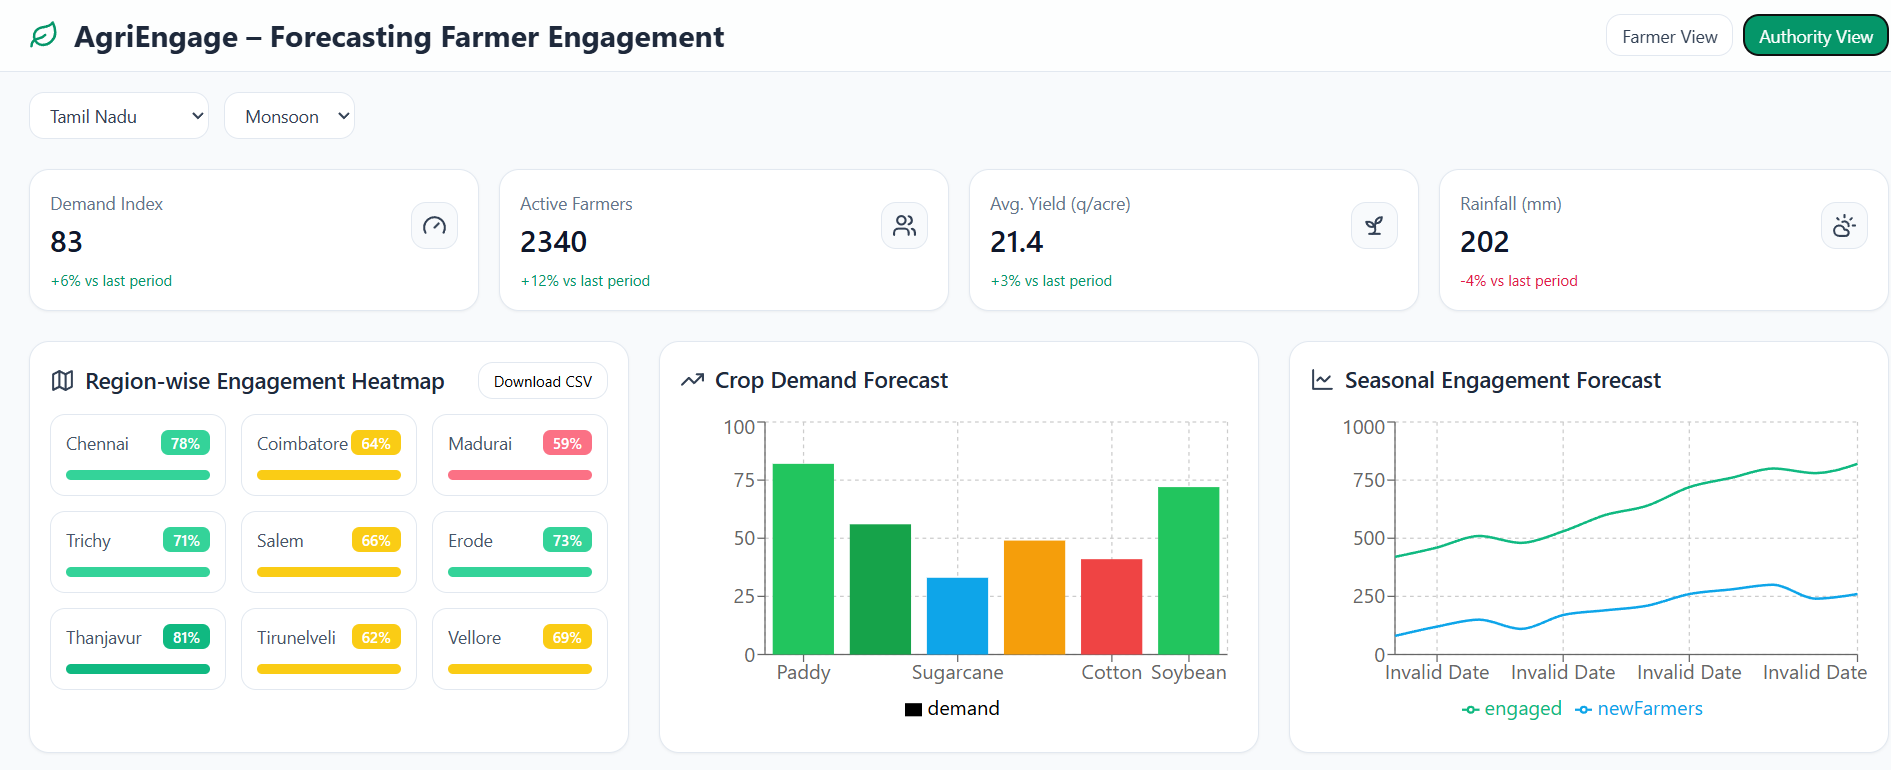 AgriEngage – Forecasting Farmer Engagement
Farmer View
Authority View
Tamil Nadu
Monsoon
Demand Index
83
+6% vs last period
Active Farmers
2340
+12% vs last period
Avg. Yield (q/acre)
21.4
+3% vs last period
Rainfall (mm)
202
-4% vs last period
Region-wise Engagement Heatmap
Download CSV
Chennai 78%
Coimbatore 64%
Madurai 59%
Trichy 71%
Salem 66%
Erode 73%
Thanjavur 81%
Tirunelveli 62%
Vellore 69%
Crop Demand Forecast
100
75
50
25
0
Paddy Sugarcane Cotton Soybean
demand
Seasonal Engagement Forecast
1000
750
500
250
0
Invalid Date Invalid Date Invalid Date Invalid Date
engaged newFarmers